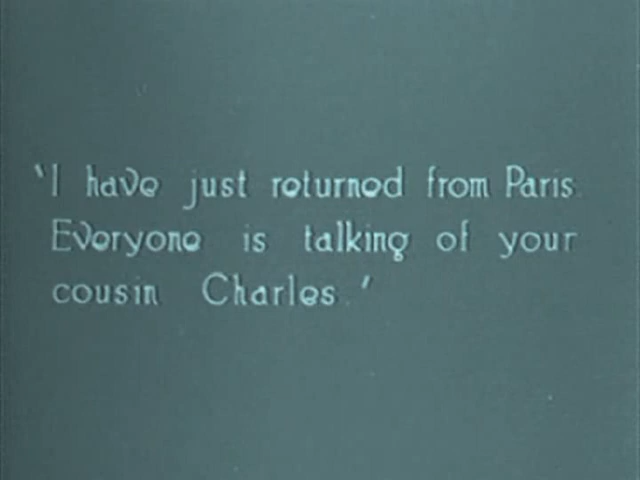 'I have just returned from Paris.
Everyone is talking of your
cousin Charles.'